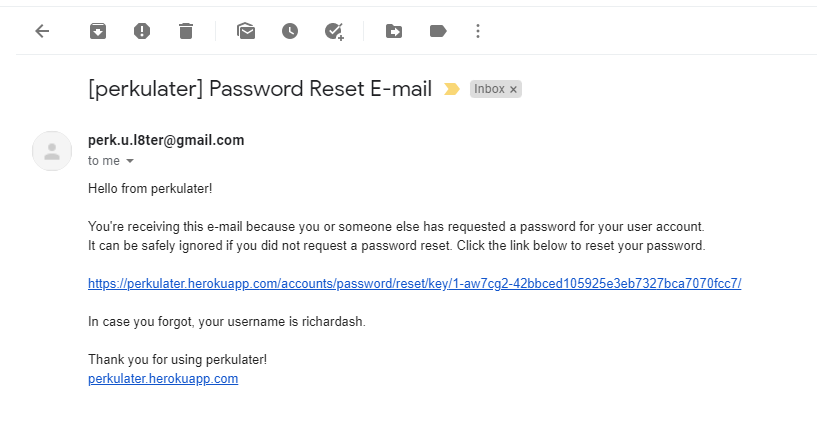 [perkulater] Password Reset E-mail
Inbox ×
perk.u.l8ter@gmail.com
to me
Hello from perkulater!
You're receiving this e-mail because you or someone else has requested a password for your user account.
It can be safely ignored if you did not request a password reset. Click the link below to reset your password.
https://perkulater.herokuapp.com/accounts/password/reset/key/1-aw7cg2-42bbced105925e3eb7327bca7070fcc7/
In case you forgot, your username is richardash.
Thank you for using perkulater!
perkulater.herokuapp.com